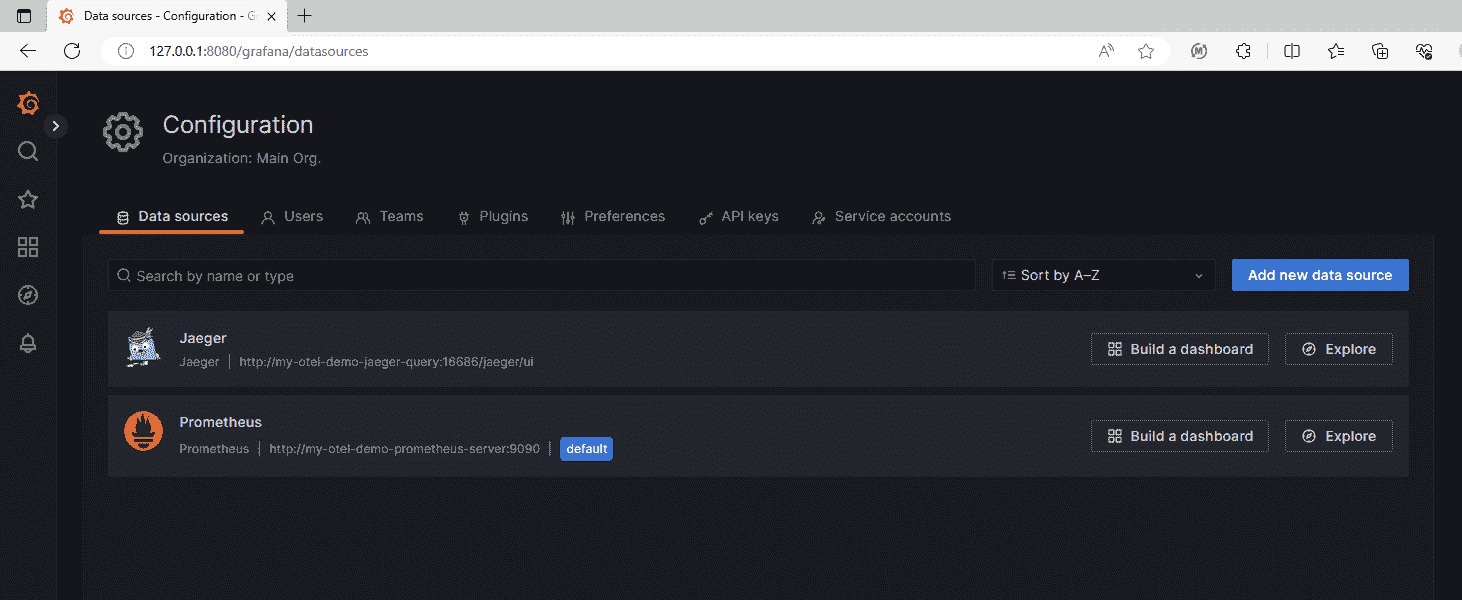 Data sources - Configuration - G
127.0.0.1:8080/grafana/datasources
Configuration
Organization: Main Org.
Data sources Users Teams Plugins Preferences API keys Service accounts
Search by name or type Sort by A–Z Add new data source
Jaeger
Jaeger | http://my-otel-demo-jaeger-query:16686/jaeger/ui
Build a dashboard Explore
Prometheus
Prometheus | http://my-otel-demo-prometheus-server:9090 | default
Build a dashboard Explore